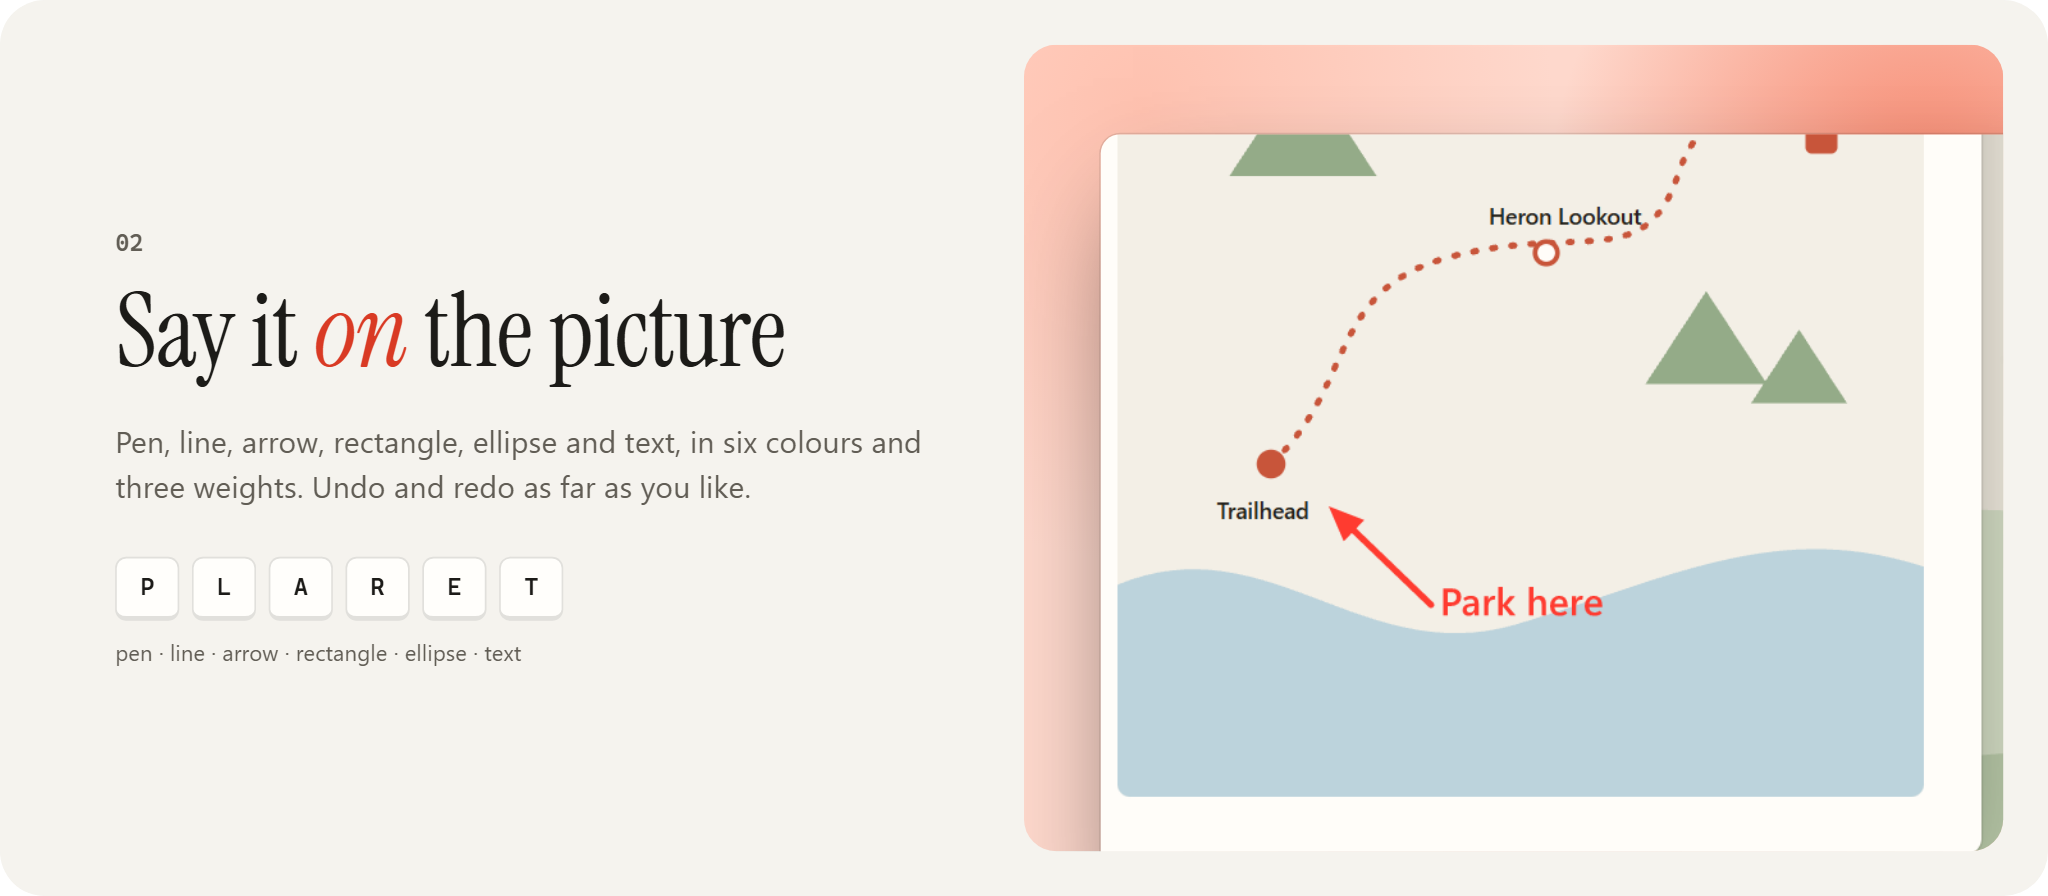 02
Say it on the picture
Pen, line, arrow, rectangle, ellipse and text, in six colours and
three weights. Undo and redo as far as you like.
P L A R E T
pen · line · arrow · rectangle · ellipse · text
Heron Lookout
Trailhead
Park here